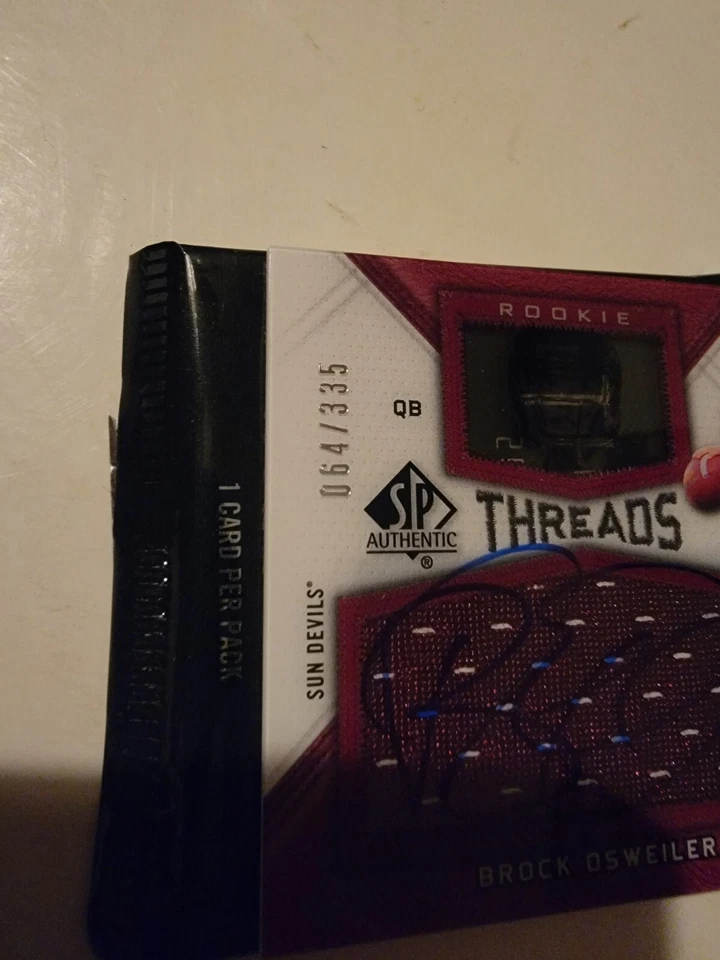 ROOKIE
QB
064/335
SP
AUTHENTIC
®
THREADS
SUN DEVILS®
1 CARD PER PACK
BROCK OSWEILER